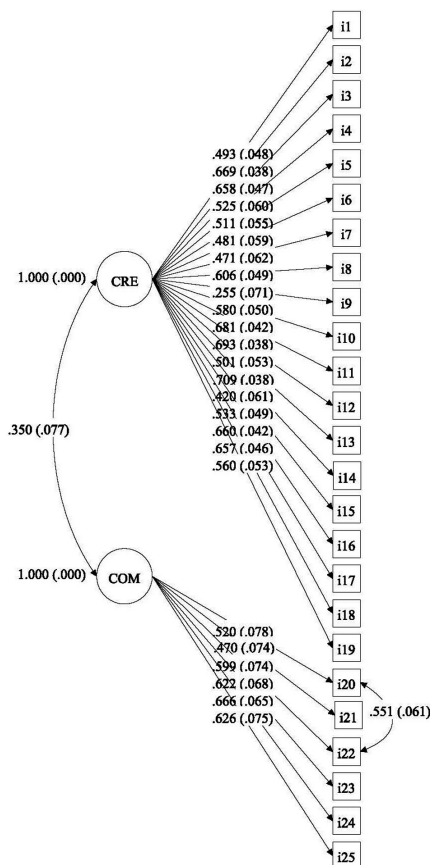 i1
i2
i3
i4
i5
i6
i7
i8
i9
i10
i11
i12
i13
i14
i15
i16
i17
i18
i19
.493 (.048)
.669 (.038)
.658 (.047)
.525 (.060)
.511 (.055)
.481 (.059)
.471 (.062)
.606 (.049)
.255 (.071)
.580 (.050)
.681 (.042)
.693 (.038)
.501 (.053)
.709 (.038)
.420 (.061)
.533 (.049)
.660 (.042)
.657 (.046)
.560 (.053)
1.000 (.000)
CRE
.350 (.077)
1.000 (.000)
COM
.520 (.078)
.470 (.074)
.599 (.074)
.622 (.068)
.666 (.065)
.626 (.075)
i20
i21
.551 (.061)
i22
i23
i24
i25